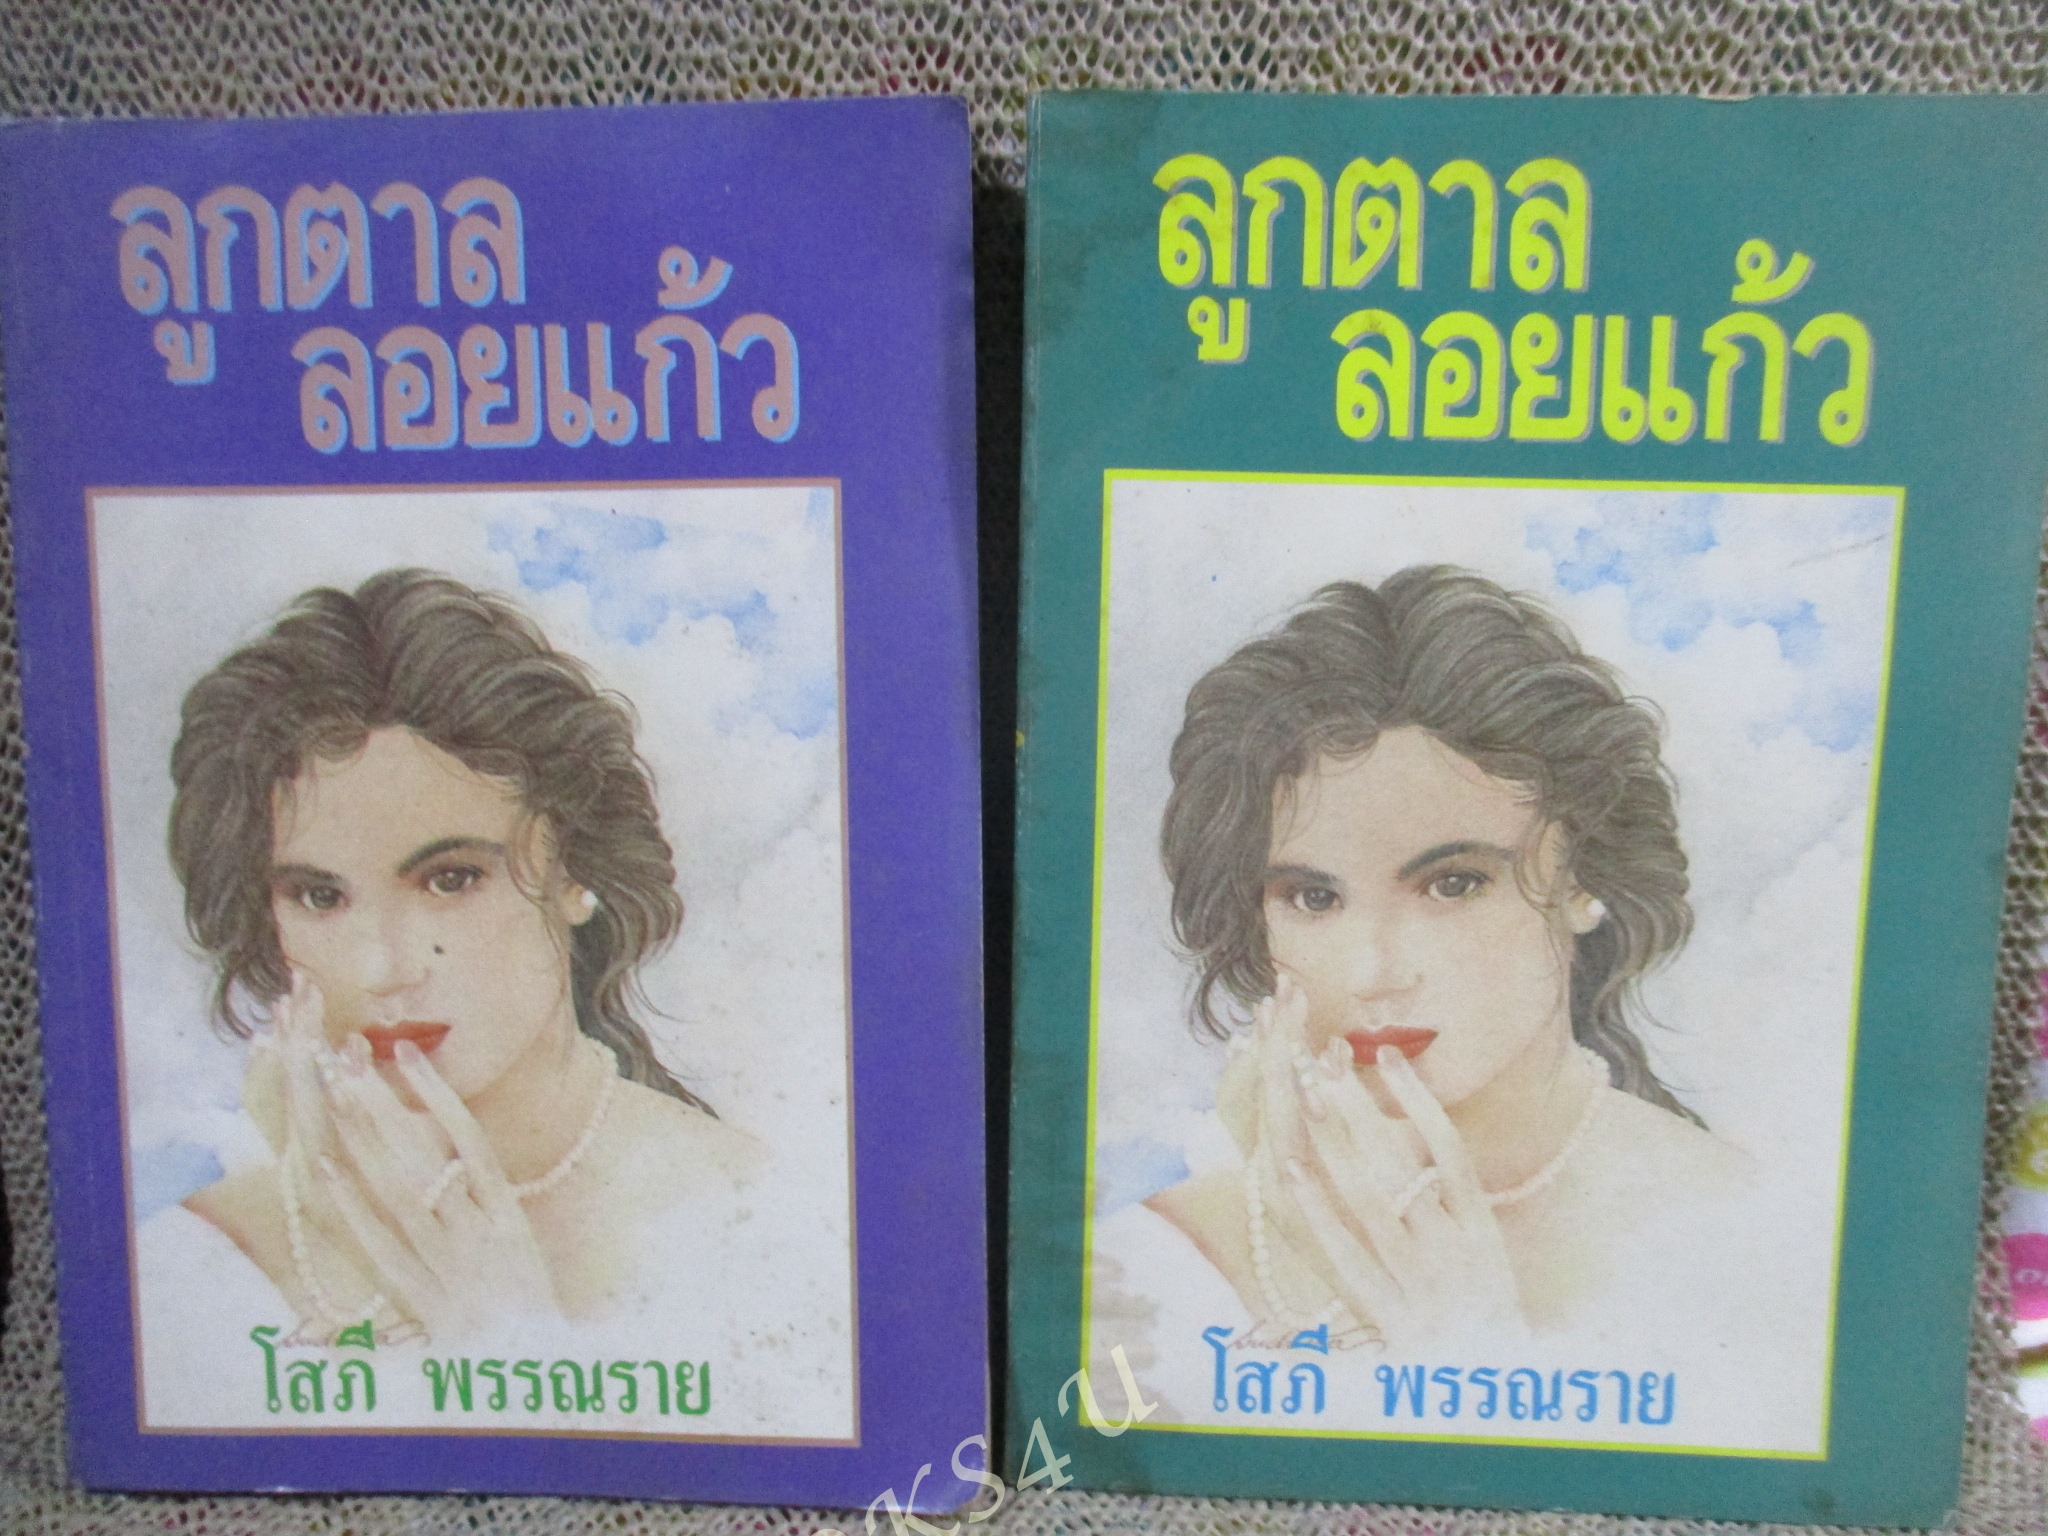 ลูกตาล
ลอยแก้ว
โสภี พรรณราย
ลูกตาล
ลอยแก้ว
โสภี พรรณราย